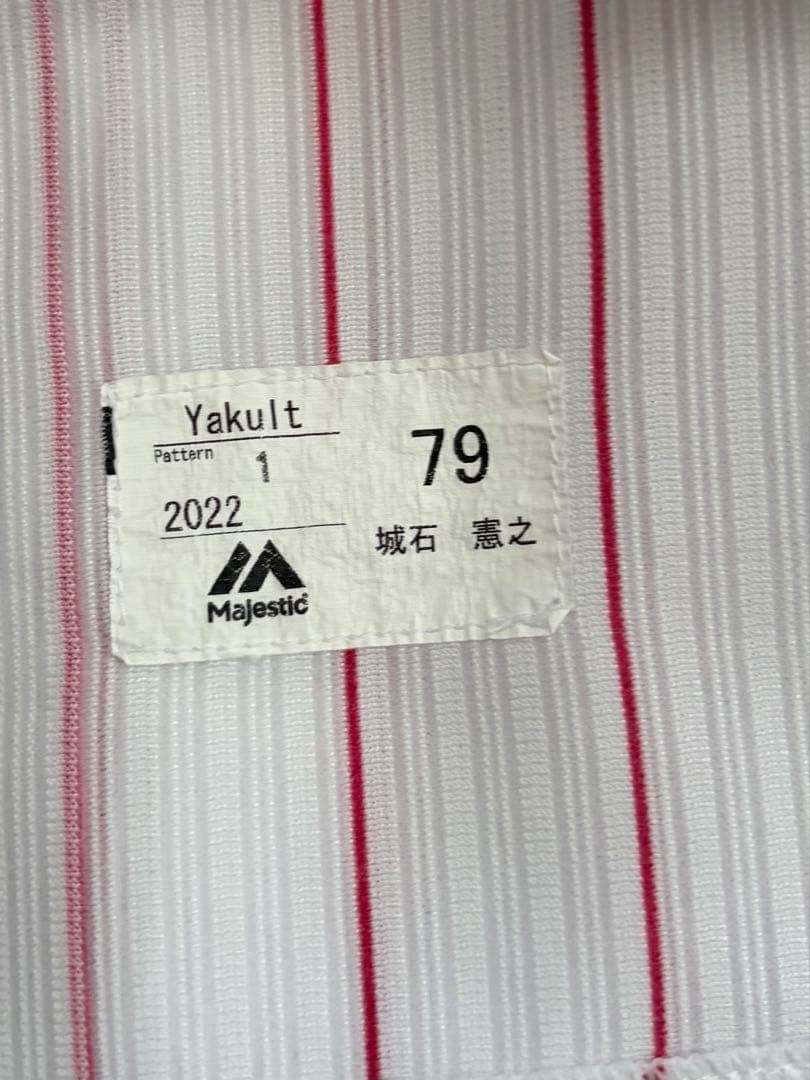 Yakult
Pattern 1
2022
Majestic
79
城石 憲之